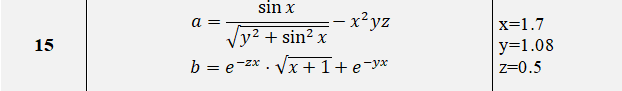 15
a = sin x / √(y² + sin² x) − x²yz
b = e⁻ᶻˣ · √(x + 1) + e⁻ʸˣ
x=1.7
y=1.08
z=0.5